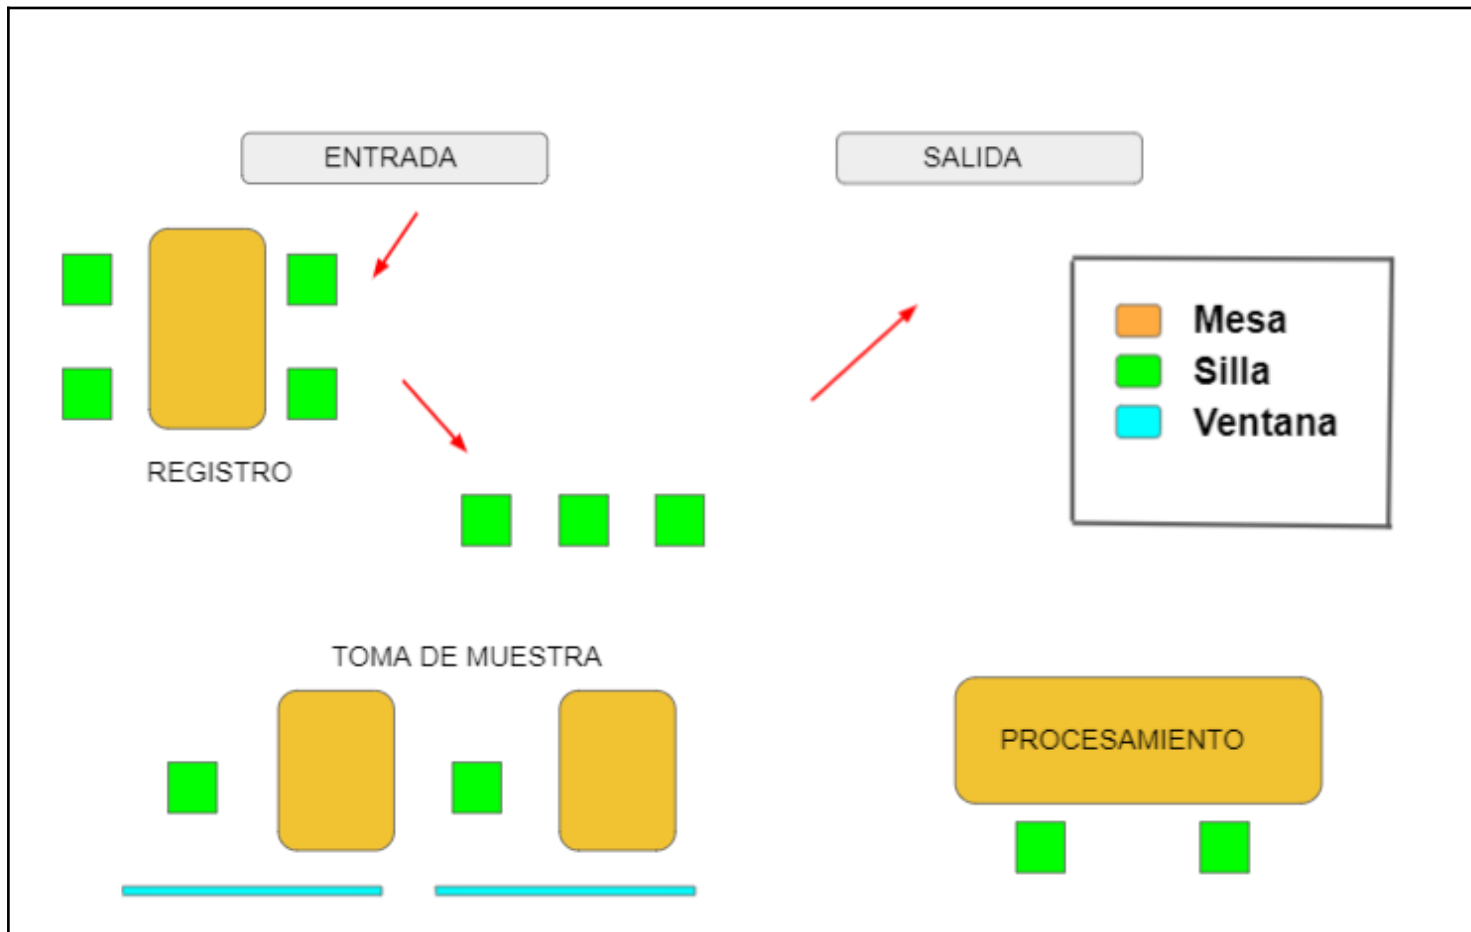 ENTRADA
SALIDA
Mesa
Silla
Ventana
REGISTRO
TOMA DE MUESTRA
PROCESAMIENTO